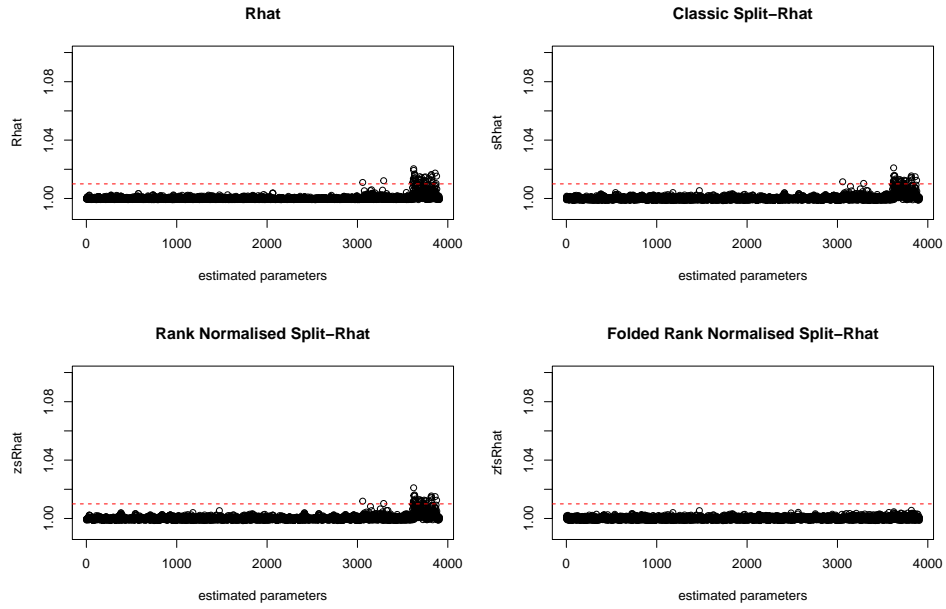 Rhat
Classic Split−Rhat
Rhat
1.00 1.04 1.08
0 1000 2000 3000 4000
estimated parameters
sRhat
1.00 1.04 1.08
0 1000 2000 3000 4000
estimated parameters
Rank Normalised Split−Rhat
Folded Rank Normalised Split−Rhat
zsRhat
1.00 1.04 1.08
0 1000 2000 3000 4000
estimated parameters
zfsRhat
1.00 1.04 1.08
0 1000 2000 3000 4000
estimated parameters